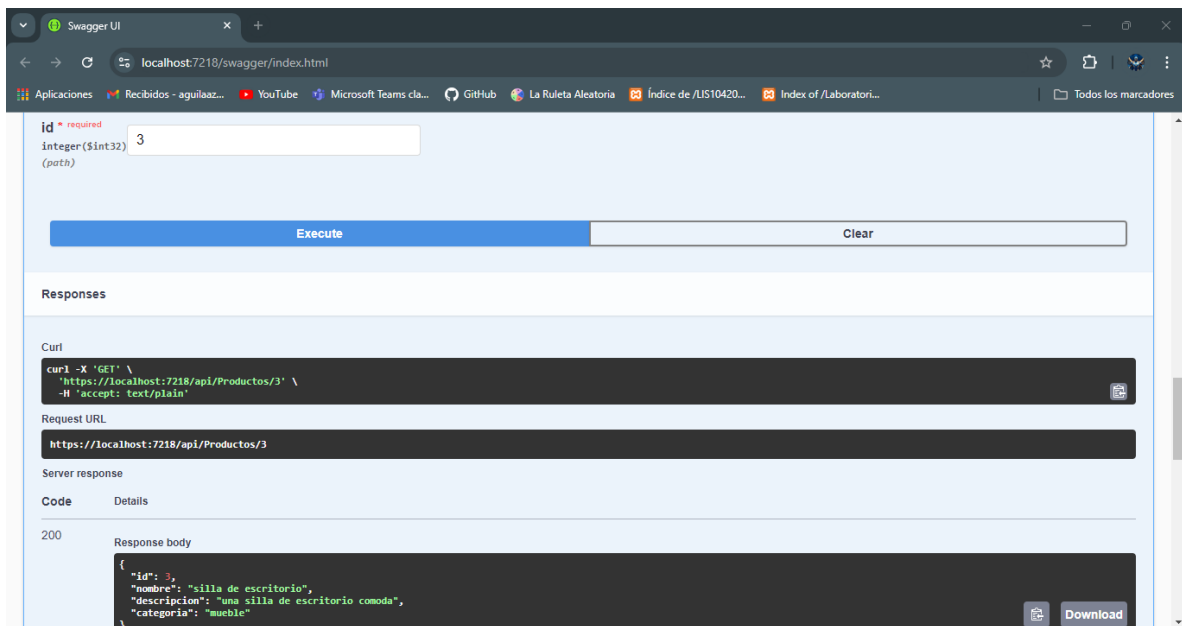 Swagger UI
localhost:7218/swagger/index.html
Aplicaciones Recibidos - aguilaaz... YouTube Microsoft Teams cla... GitHub La Ruleta Aleatoria Índice de /LIS10420... Index of /Laboratori... Todos los marcadores
id * required
integer($int32)
(path)
3
Execute Clear
Responses
Curl
curl -X 'GET' \
'https://localhost:7218/api/Productos/3' \
-H 'accept: text/plain'
Request URL
https://localhost:7218/api/Productos/3
Server response
Code Details
200
Response body
{
"id": 3,
"nombre": "silla de escritorio",
"descripcion": "una silla de escritorio comoda",
"categoria": "mueble"
Download